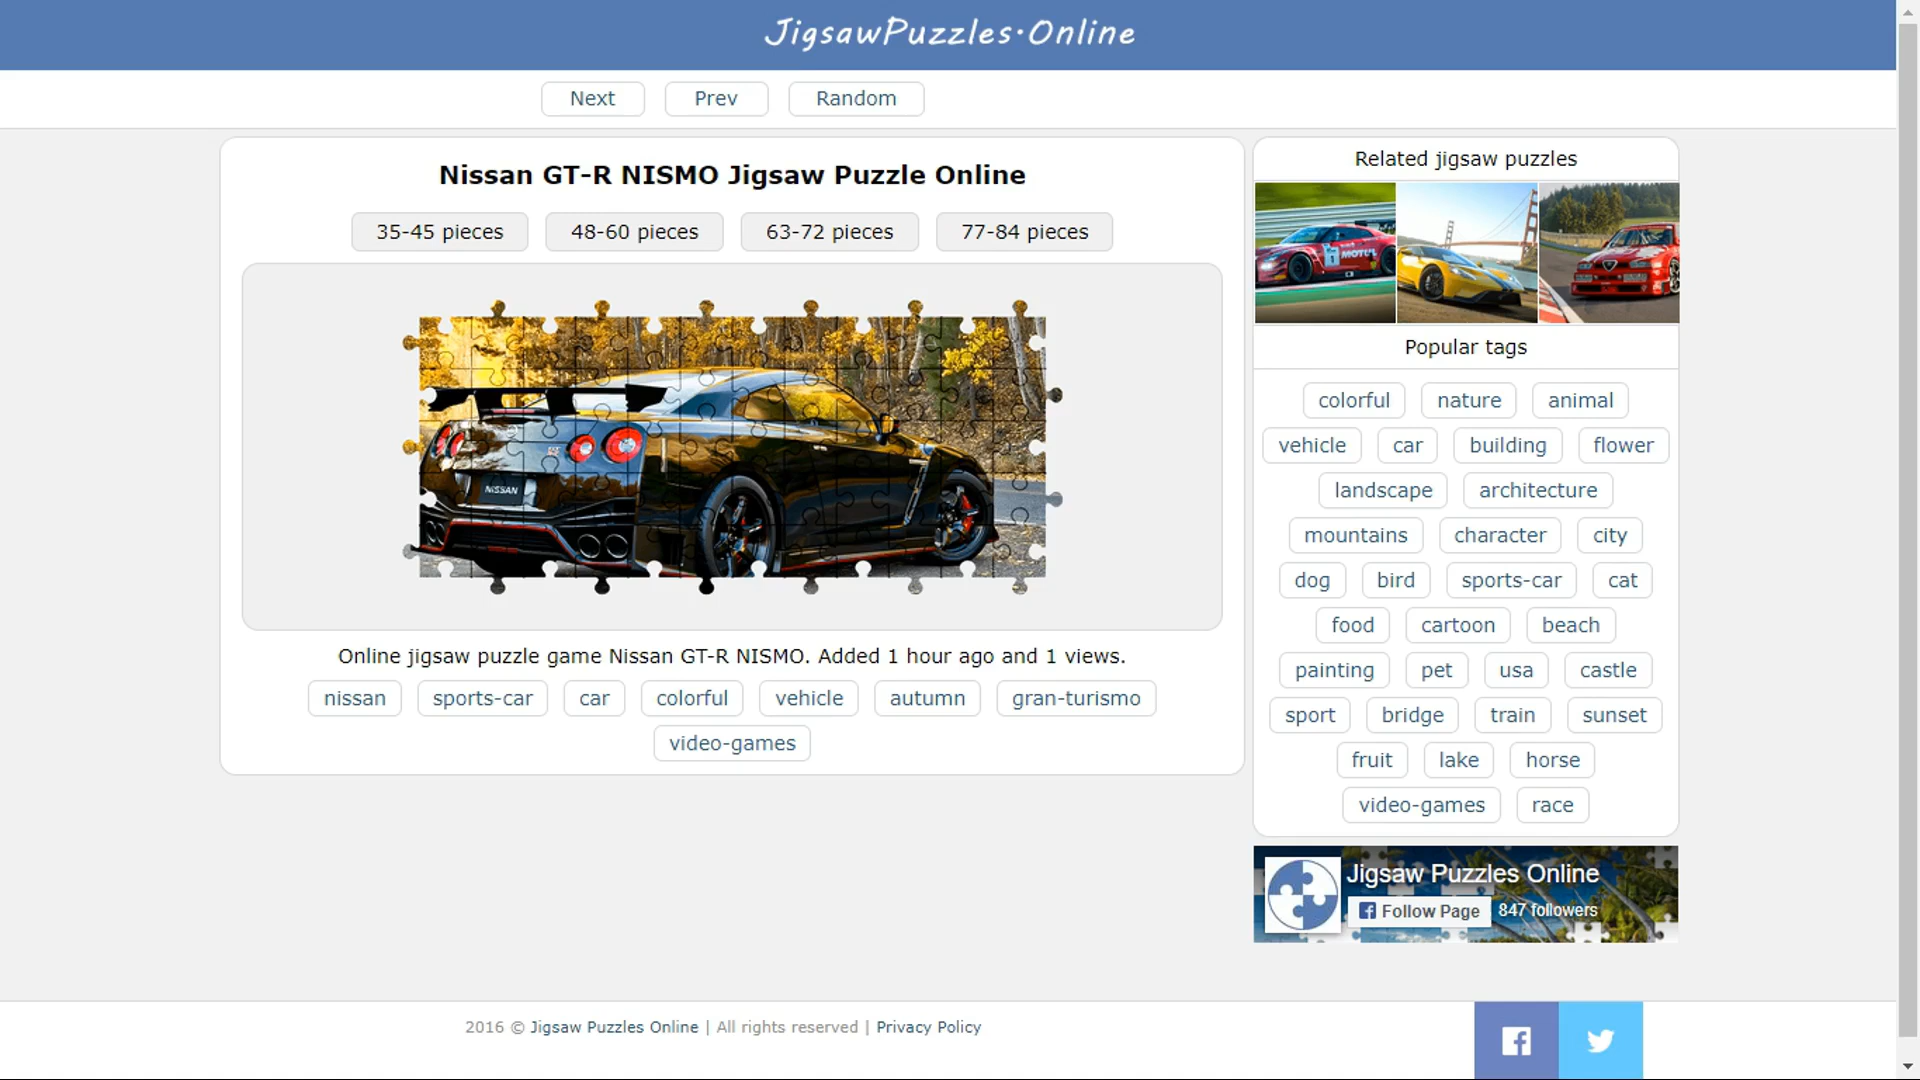 JigsawPuzzles·Online
Next Prev Random
Nissan GT-R NISMO Jigsaw Puzzle Online
35-45 pieces 48-60 pieces 63-72 pieces 77-84 pieces
NISSAN
Online jigsaw puzzle game Nissan GT-R NISMO. Added 1 hour ago and 1 views.
nissan sports-car car colorful vehicle autumn gran-turismo
video-games
Related jigsaw puzzles
1 MOTUL
Popular tags
colorful nature animal
vehicle car building flower
landscape architecture
mountains character city
dog bird sports-car cat
food cartoon beach
painting pet usa castle
sport bridge train sunset
fruit lake horse
video-games race
Jigsaw Puzzles Online
Follow Page 847 followers
2016 © Jigsaw Puzzles Online | All rights reserved | Privacy Policy